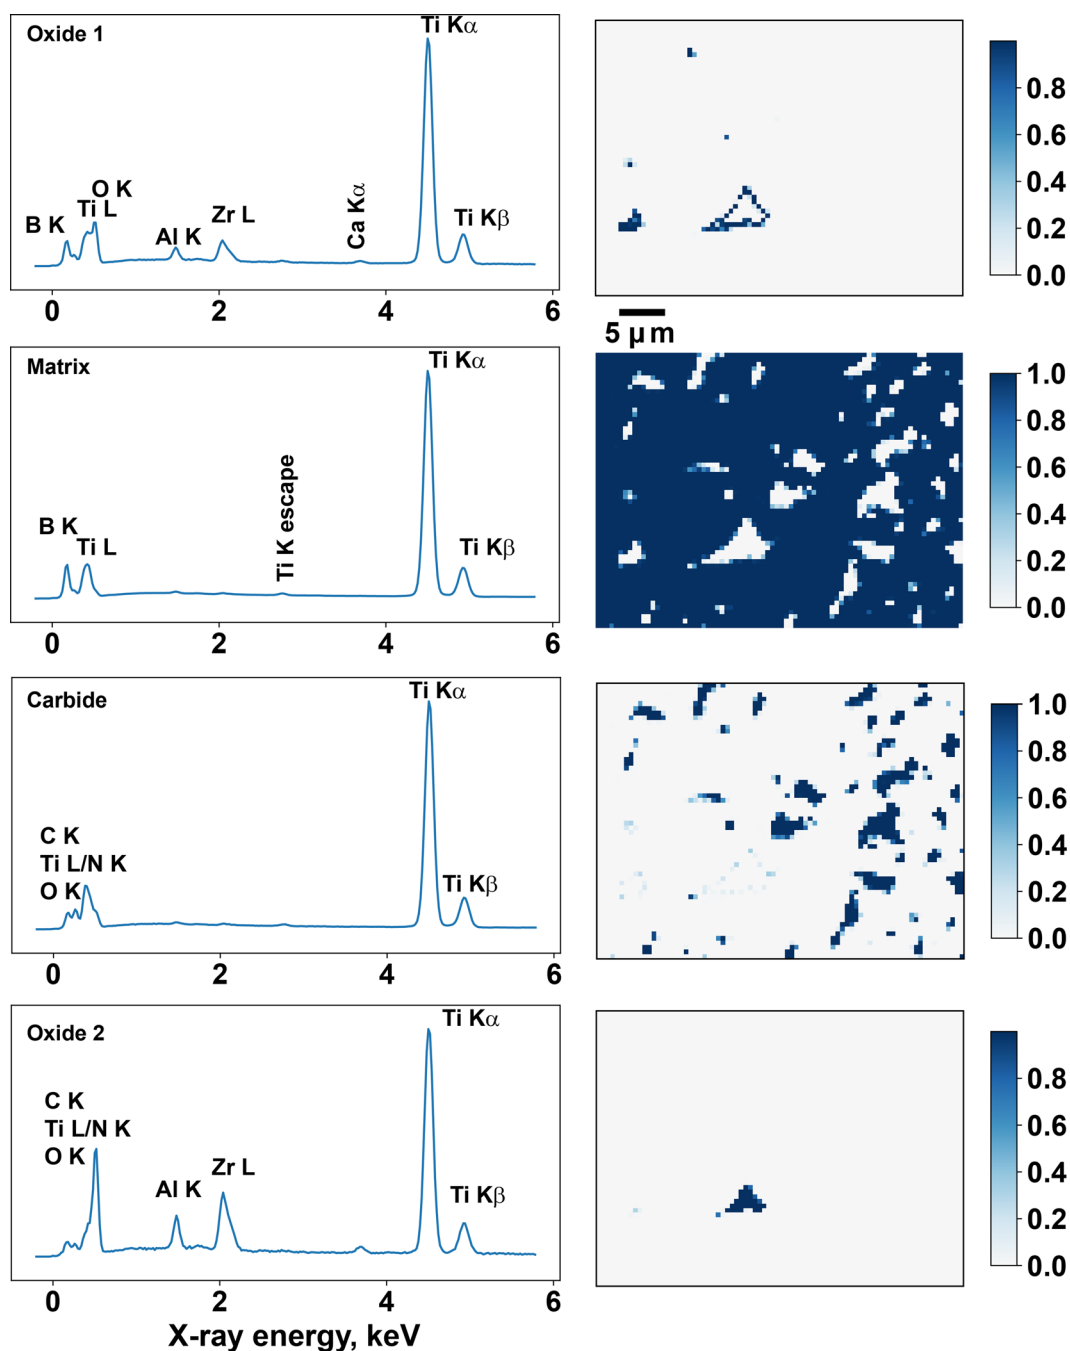 Oxide 1
Ti Kα
B K
Ti L
O K
Al K
Zr L
Ca Kα
Ti Kβ
0 2 4 6
0.8
0.6
0.4
0.2
0.0
5 μm
Matrix
Ti Kα
B K
Ti L
Ti K escape
Ti Kβ
0 2 4 6
1.0
0.8
0.6
0.4
0.2
0.0
Carbide
Ti Kα
C K
Ti L/N K
O K
Ti Kβ
0 2 4 6
1.0
0.8
0.6
0.4
0.2
0.0
Oxide 2
Ti Kα
C K
Ti L/N K
O K
Al K
Zr L
Ti Kβ
0 2 4 6
X-ray energy, keV
0.8
0.6
0.4
0.2
0.0